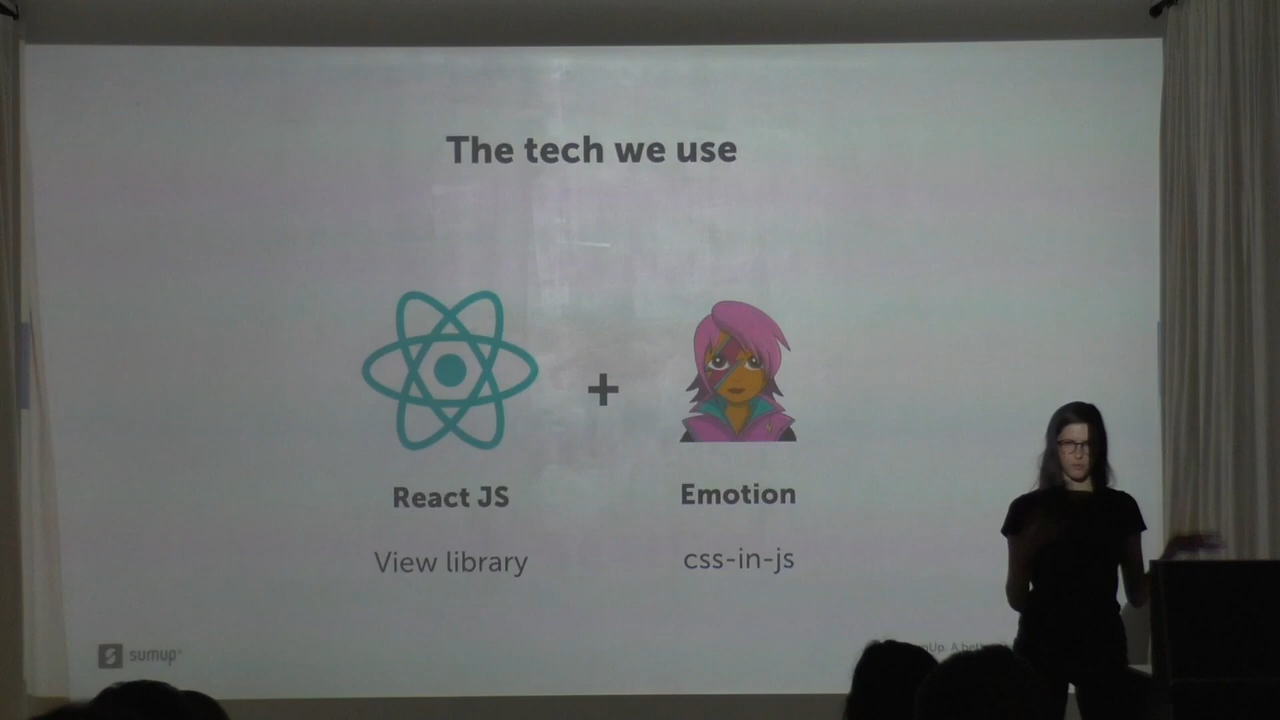 The tech we use
+
React JS
Emotion
View library
css-in-js
sumup